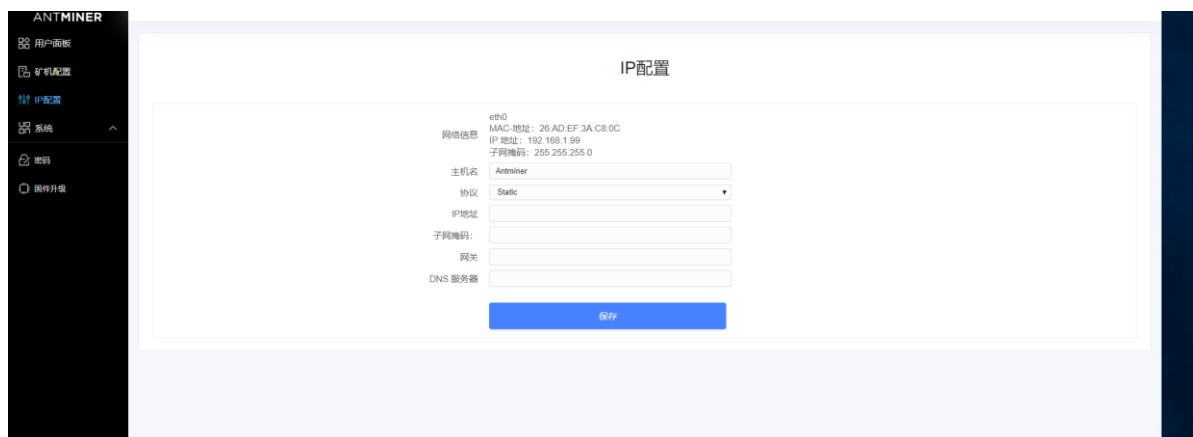 ANTMINER
用户面板
矿机配置
IP配置
系统
密码
固件升级
IP配置
网络信息
eth0
MAC-地址：26:AD:EF:3A:C8:0C
IP 地址：192.168.1.99
子网掩码：255.255.255.0
主机名 Antminer
协议 Static
IP地址
子网掩码：
网关
DNS 服务器
保存